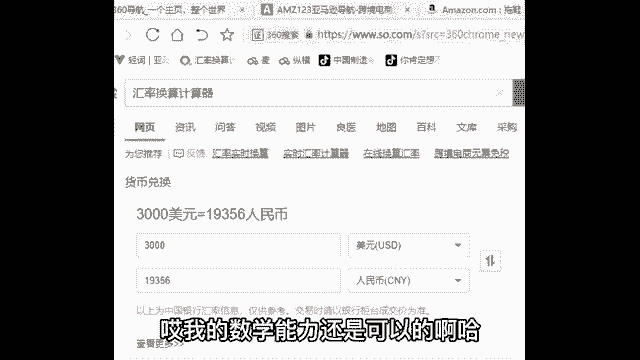 360导航_一个主页，整个世界
AMZ123亚马逊导航-跨境电商
Amazon.com : 拖鞋
360搜索
https://www.so.com/s?src=360chrome_new
轻词 | 亚
汇率换算
麦
纵横
中国制造
你肯定想
汇率换算计算器
网页 资讯 问答 视频 图片 良医 地图 百科 文库 采购
为您推荐
反馈
汇率实时换算 实时汇率计算器 在线换算汇率 跨境电商无票免税
货币兑换
3000美元=19356人民币
3000 美元(USD)
19356 人民币(CNY)
以上为中国银行汇率信息，仅供参考。交易时请以银行柜台成交价为准。
查看更多>>
哎我的数学能力还是可以的啊哈